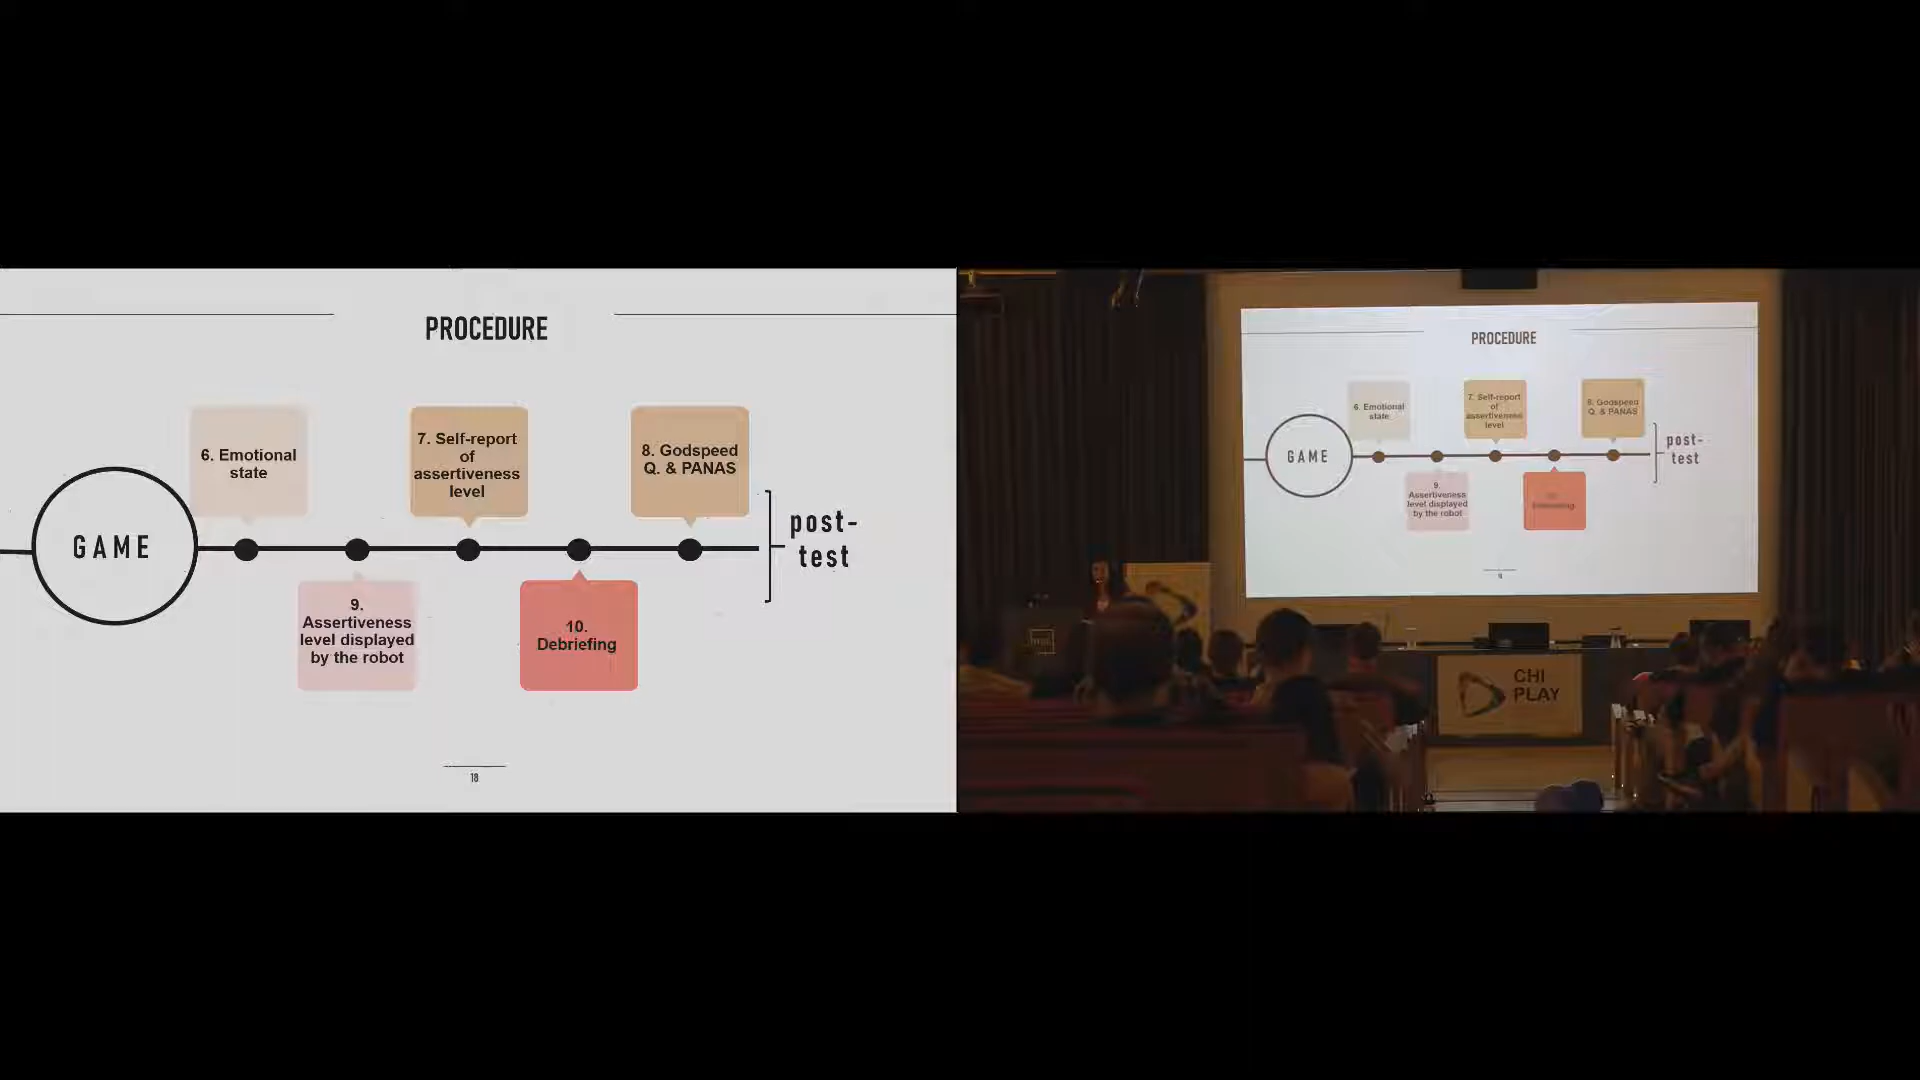 PROCEDURE
GAME
6. Emotional
state
7. Self-report
of
assertiveness
level
8. Godspeed
Q. & PANAS
9.
Assertiveness
level displayed
by the robot
10.
Debriefing
post-
test
18
PROCEDURE
GAME
6. Emotional
state
7. Self-report
of
assertiveness
level
8. Godspeed
Q. & PANAS
9.
Assertiveness
level displayed
by the robot
Debriefing
post-
test
CHI
PLAY